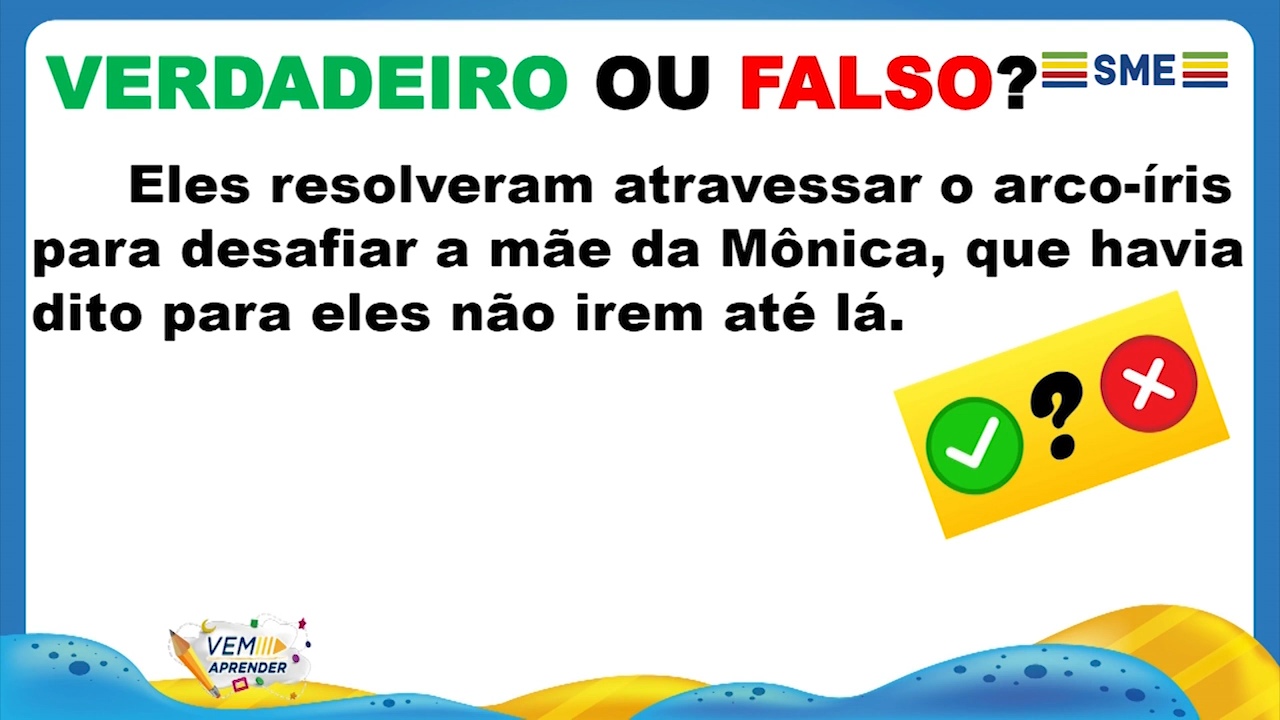 VERDADEIRO OU FALSO?
SME
Eles resolveram atravessar o arco-íris
para desafiar a mãe da Mônica, que havia
dito para eles não irem até lá.
?
VEM
APRENDER